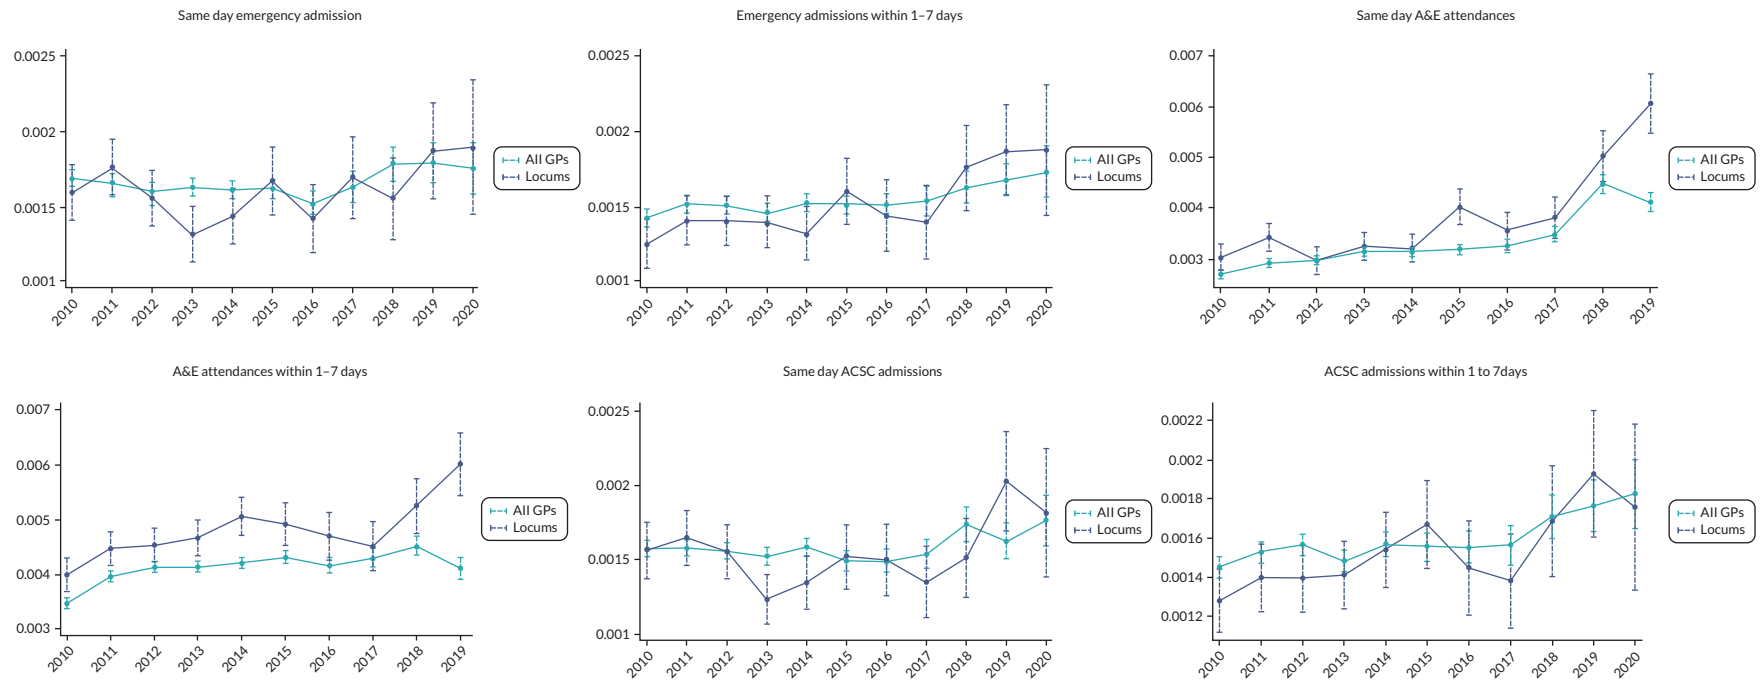 Same day emergency admission
0.0025
0.002
0.0015
0.001
2010 2011 2012 2013 2014 2015 2016 2017 2018 2019 2020
All GPs
Locums
Emergency admissions within 1–7 days
0.0025
0.002
0.0015
0.001
2010 2011 2012 2013 2014 2015 2016 2017 2018 2019 2020
All GPs
Locums
Same day A&E attendances
0.007
0.006
0.005
0.004
0.003
2010 2011 2012 2013 2014 2015 2016 2017 2018 2019
All GPs
Locums
A&E attendances within 1–7 days
0.007
0.006
0.005
0.004
0.003
2010 2011 2012 2013 2014 2015 2016 2017 2018 2019
All GPs
Locums
Same day ACSC admissions
0.0025
0.002
0.0015
0.001
2010 2011 2012 2013 2014 2015 2016 2017 2018 2019 2020
All GPs
Locums
ACSC admissions within 1 to 7days
0.0022
0.002
0.0018
0.0016
0.0014
0.0012
2010 2011 2012 2013 2014 2015 2016 2017 2018 2019 2020
All GPs
Locums